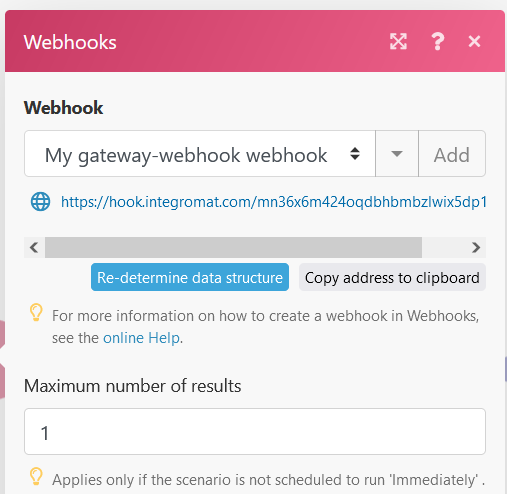 Webhooks
Webhook
My gateway-webhook webhook
Add
https://hook.integromat.com/mn36x6m424oqdbhbmbzlwix5dp1
Re-determine data structure Copy address to clipboard
For more information on how to create a webhook in Webhooks,
see the online Help.
Maximum number of results
1
Applies only if the scenario is not scheduled to run 'Immediately' .